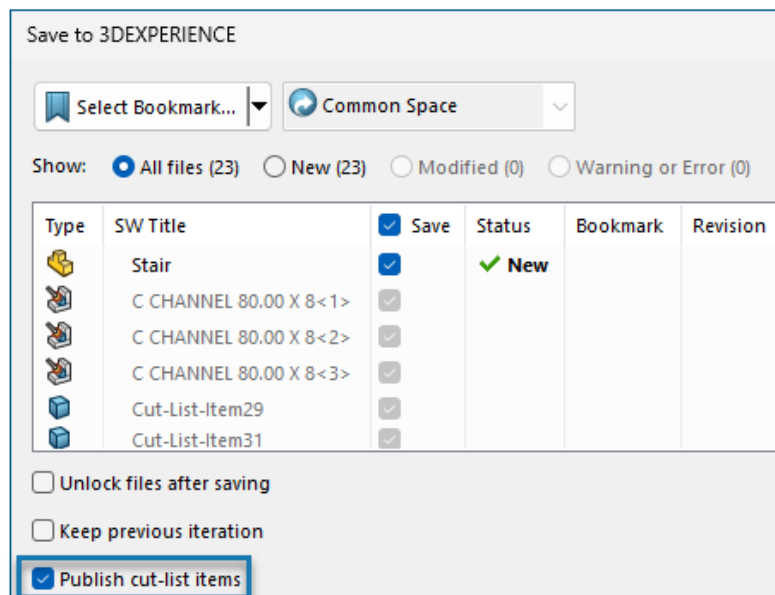 Save to 3DEXPERIENCE
Select Bookmark... Common Space
Show: All files (23) New (23) Modified (0) Warning or Error (0)
Type SW Title Save Status Bookmark Revision
Stair New
C CHANNEL 80.00 X 8<1>
C CHANNEL 80.00 X 8<2>
C CHANNEL 80.00 X 8<3>
Cut-List-Item29
Cut-List-Item31
Unlock files after saving
Keep previous iteration
Publish cut-list items